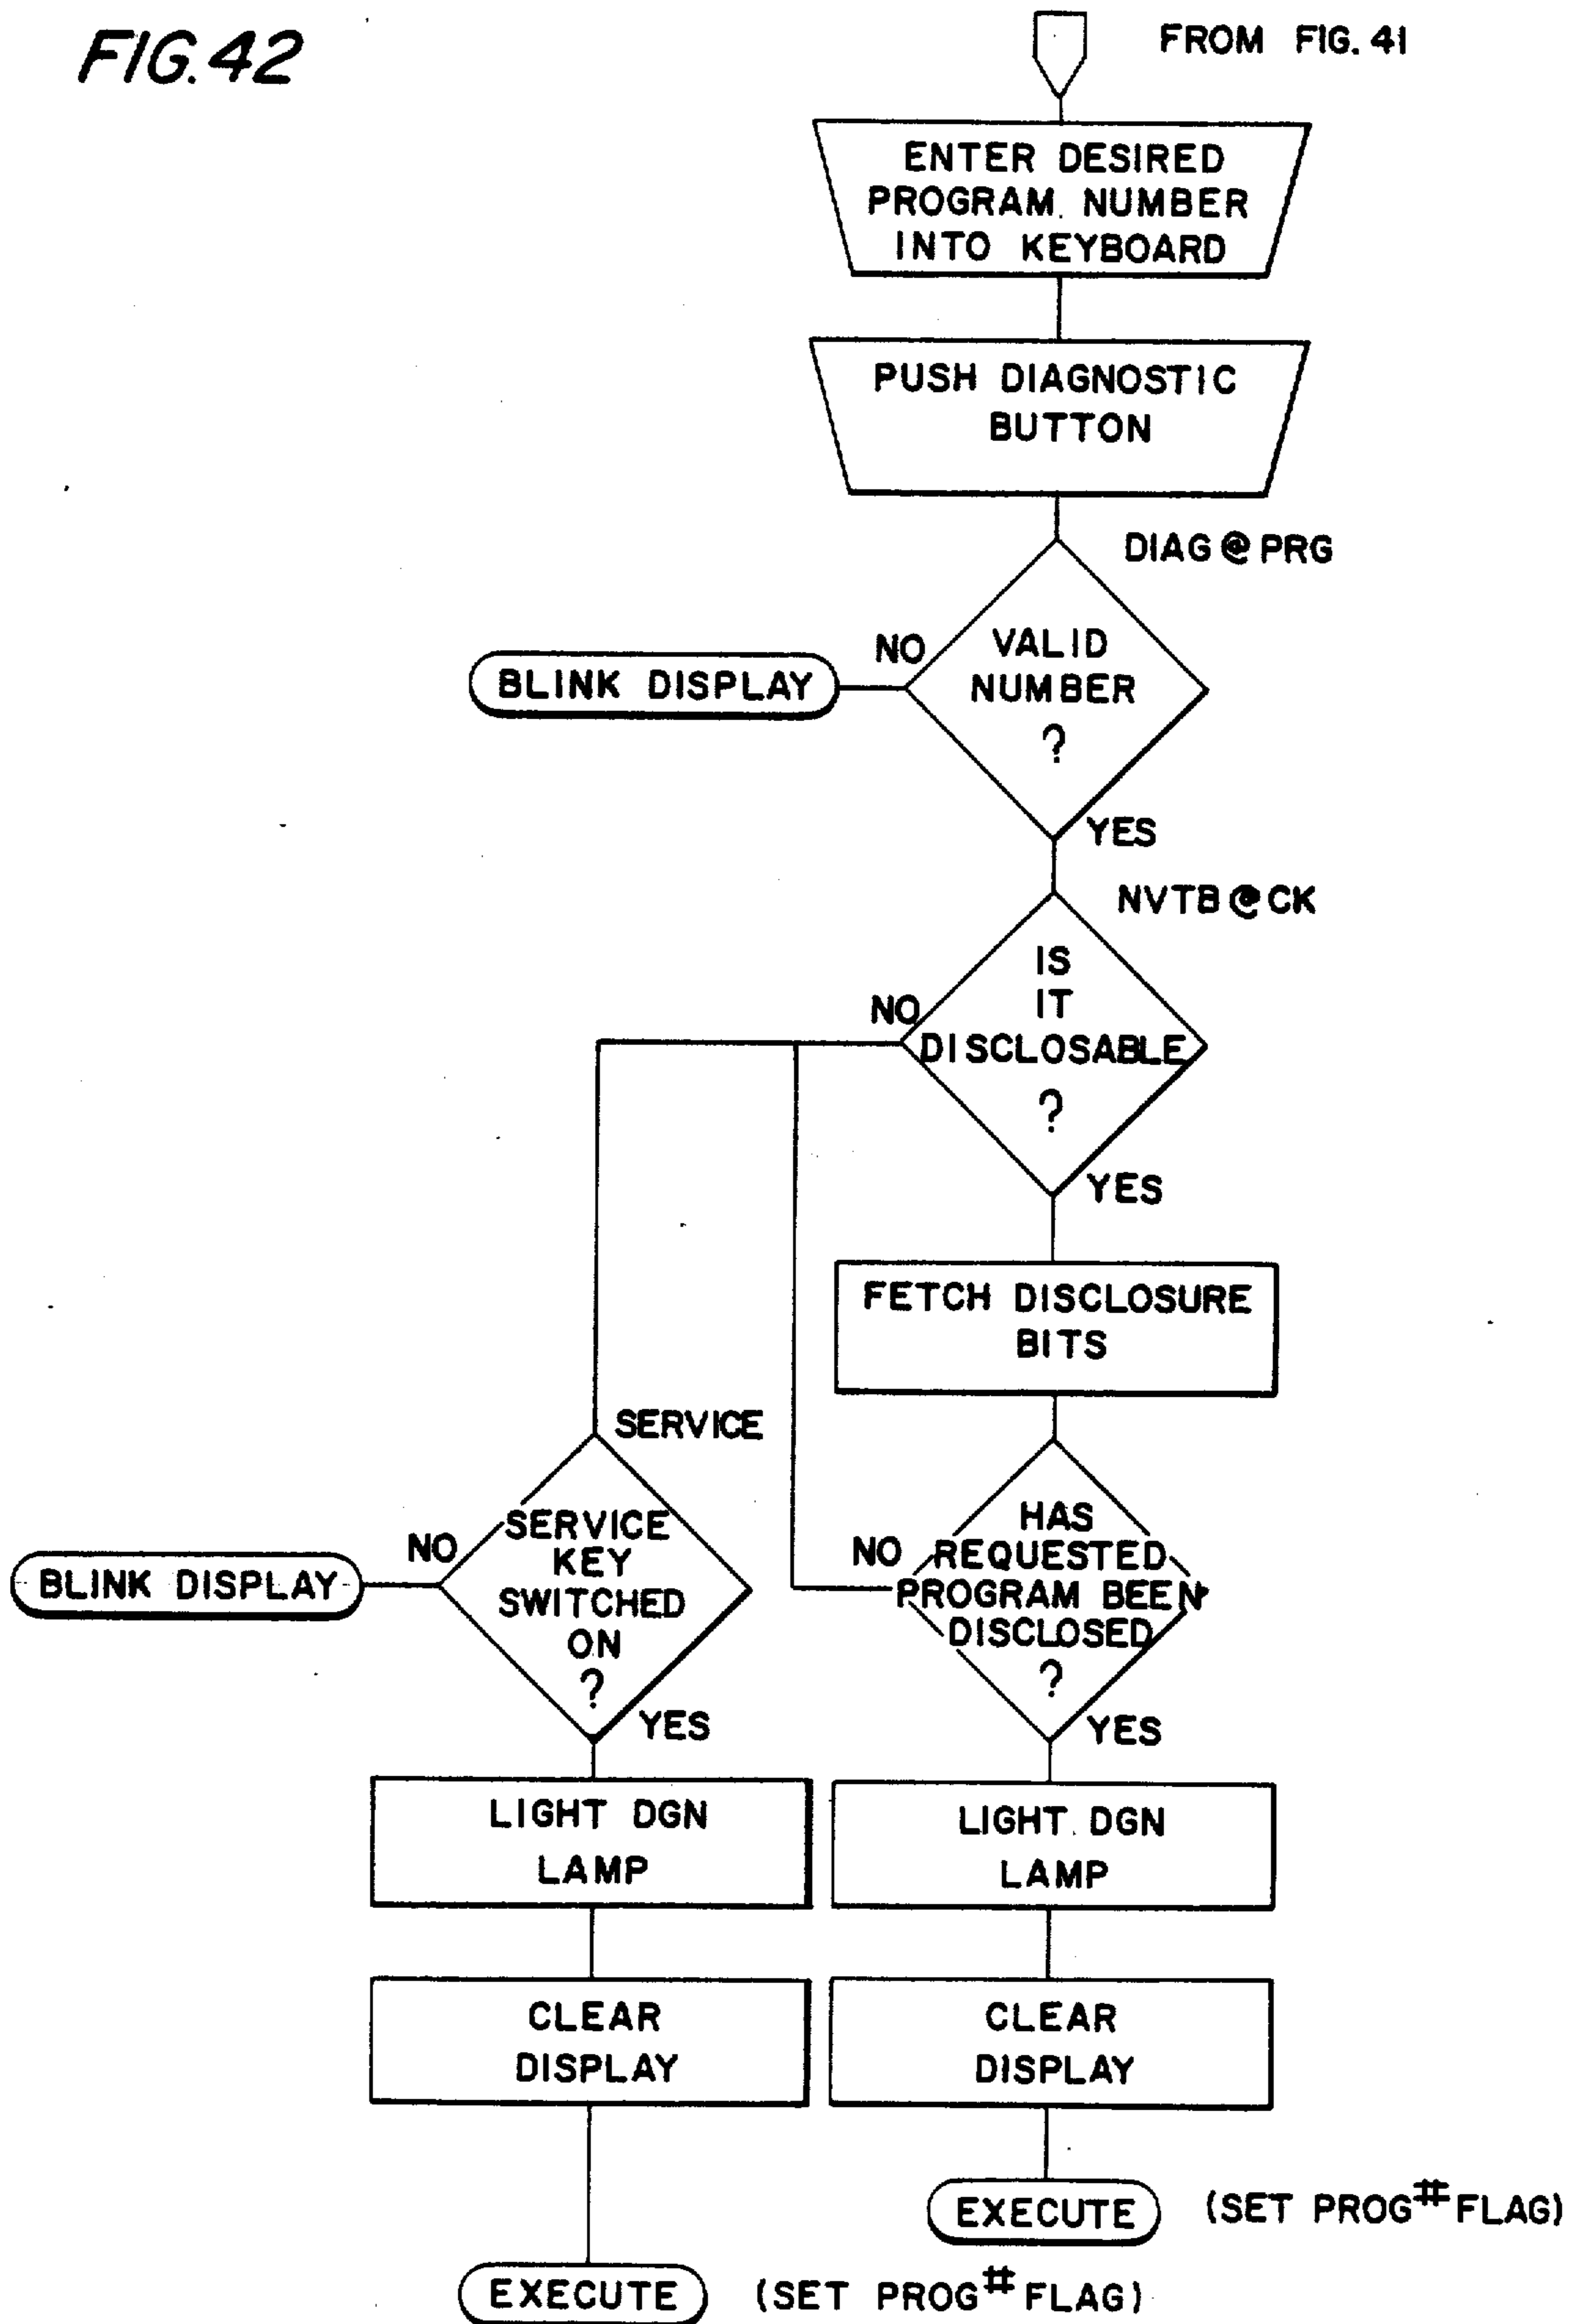 FIG. 42
FROM FIG. 41
ENTER DESIRED
PROGRAM NUMBER
INTO KEYBOARD
PUSH DIAGNOSTIC
BUTTON
DIAG@PRG
NO
VALID
NUMBER
?
BLINK DISPLAY
YES
NVTB@CK
IS
IT
DISCLOSABLE
?
NO
YES
FETCH DISCLOSURE
BITS
SERVICE
SERVICE
KEY
SWITCHED
ON
?
NO
BLINK DISPLAY
YES
HAS
REQUESTED
PROGRAM BEEN
DISCLOSED
?
NO
YES
LIGHT DGN
LAMP
LIGHT DGN
LAMP
CLEAR
DISPLAY
CLEAR
DISPLAY
EXECUTE
(SET PROG# FLAG)
EXECUTE
(SET PROG# FLAG)